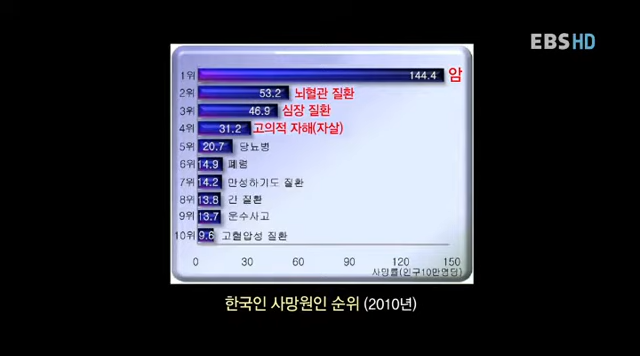 EBS HD
1위 144.4 암
2위 53.2 뇌혈관 질환
3위 46.9 심장 질환
4위 31.2 고의적 자해(자살)
5위 20.7 당뇨병
6위 14.9 폐렴
7위 14.2 만성하기도 질환
8위 13.8 간 질환
9위 13.7 운수사고
10위 9.6 고혈압성 질환
0 30 60 90 120 150
사망률(인구10만면당)
한국인 사망원인 순위 (2010년)